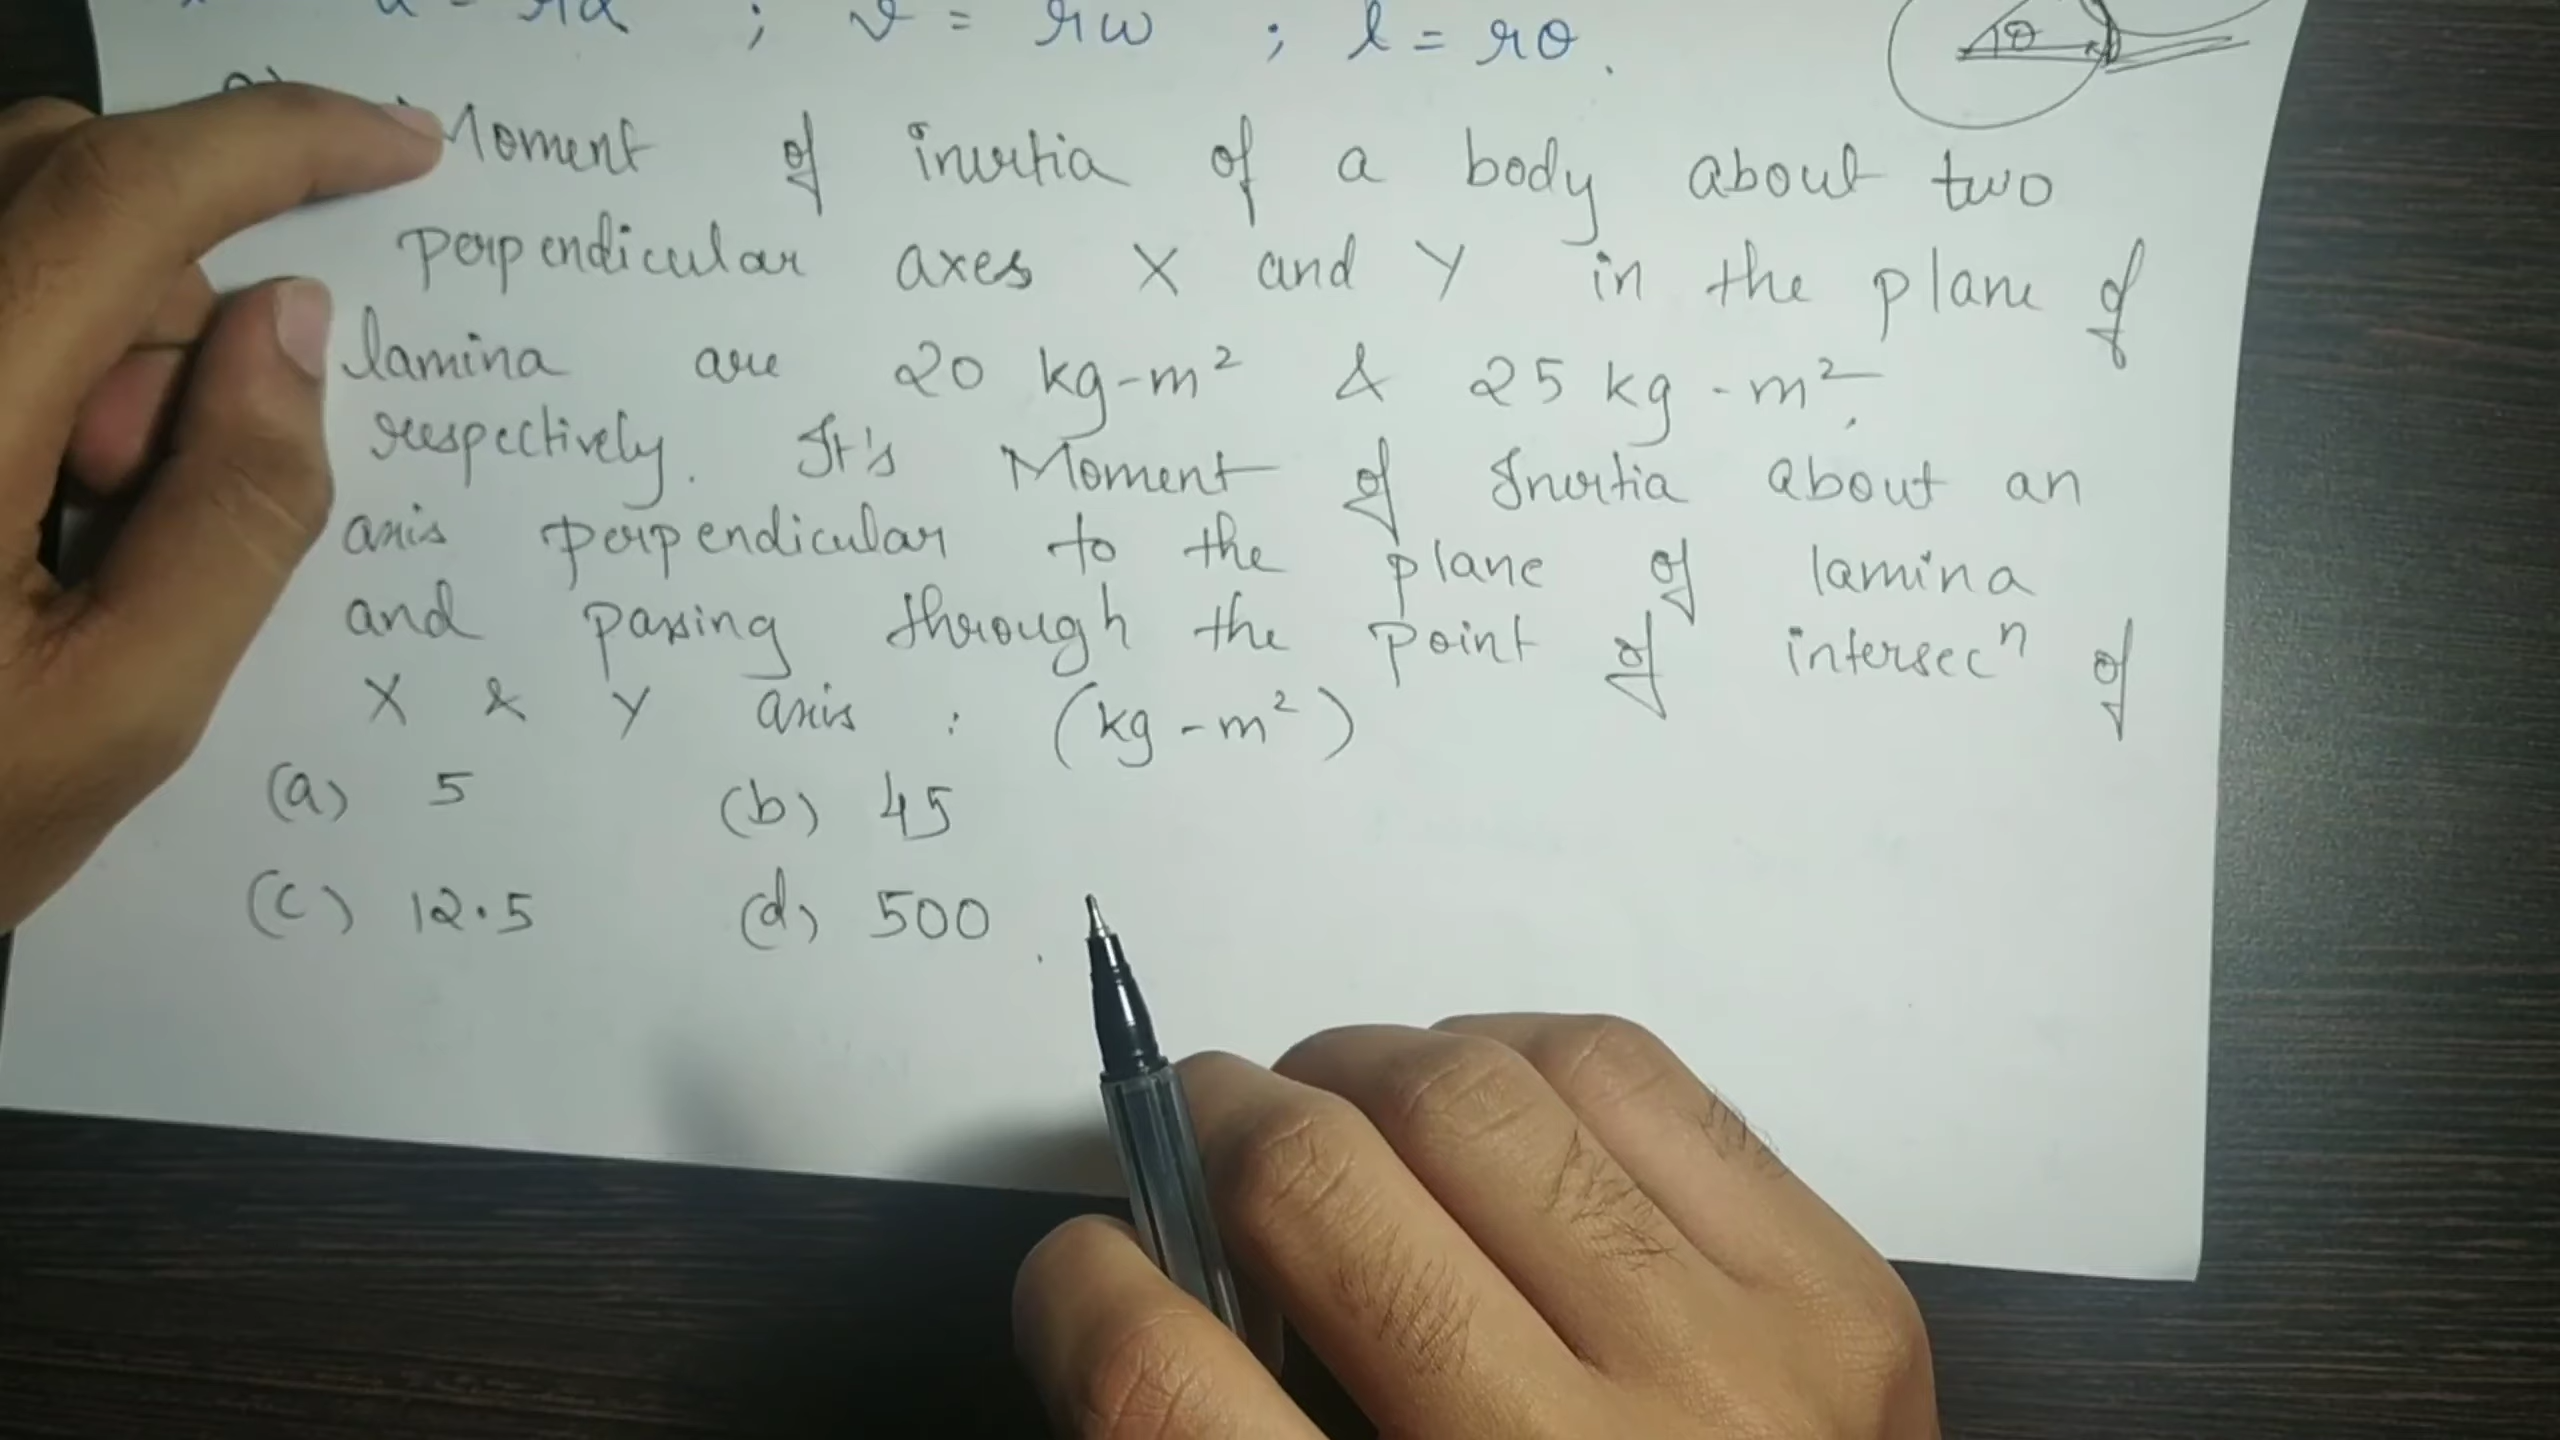 = rα ; v = rω ; l = rθ.
θ
Moment of inertia of a body about two
perpendicular axes X and Y in the plane of
lamina are 20 kg-m² & 25 kg-m².
respectively. It's Moment of Inertia about an
axis perpendicular to the plane of lamina
and passing through the point of intersecⁿ of
X & Y axis : (kg-m²)
(a) 5 (b) 45
(c) 12.5 (d) 500